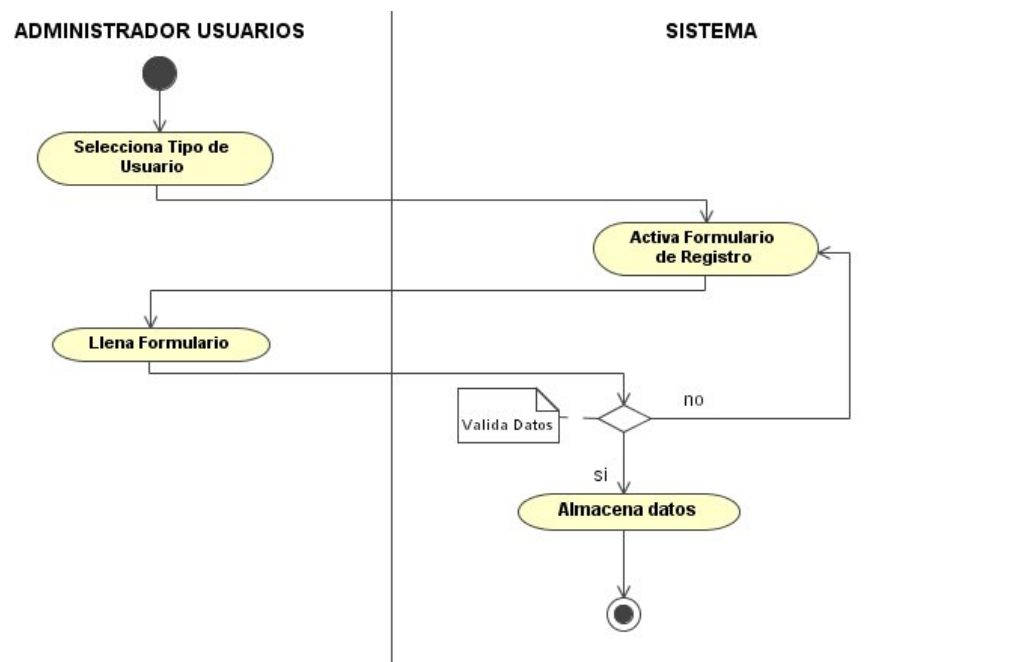 ADMINISTRADOR USUARIOS
SISTEMA
Selecciona Tipo de
Usuario
Activa Formulario
de Registro
Llena Formulario
no
Valida Datos
si
Almacena datos